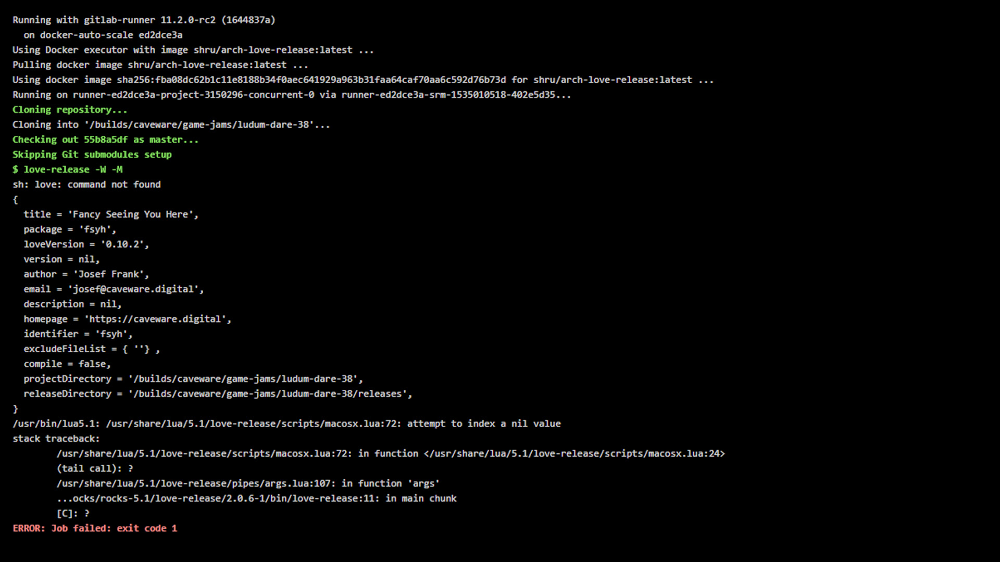 Running with gitlab-runner 11.2.0-rc2 (1644837a)
on docker-auto-scale ed2dce3a
Using Docker executor with image shru/arch-love-release:latest ...
Pulling docker image shru/arch-love-release:latest ...
Using docker image sha256:fba08dc62b1c11e8188b34f0aec641929a963b31faa64caf70aa6c592d76b73d for shru/arch-love-release:latest ...
Running on runner-ed2dce3a-project-3150296-concurrent-0 via runner-ed2dce3a-srm-1535010518-402e5d35...
Cloning repository...
Cloning into '/builds/caveware/game-jams/ludum-dare-38'...
Checking out 55b8a5df as master...
Skipping Git submodules setup
$ love-release -W -M
sh: love: command not found
{
title = 'Fancy Seeing You Here',
package = 'fsyh',
loveVersion = '0.10.2',
version = nil,
author = 'Josef Frank',
email = 'josef@caveware.digital',
description = nil,
homepage = 'https://caveware.digital',
identifier = 'fsyh',
excludeFileList = { ''} ,
compile = false,
projectDirectory = '/builds/caveware/game-jams/ludum-dare-38',
releaseDirectory = '/builds/caveware/game-jams/ludum-dare-38/releases',
}
/usr/bin/lua5.1: /usr/share/lua/5.1/love-release/scripts/macosx.lua:72: attempt to index a nil value
stack traceback:
/usr/share/lua/5.1/love-release/scripts/macosx.lua:72: in function </usr/share/lua/5.1/love-release/scripts/macosx.lua:24>
(tail call): ?
/usr/share/lua/5.1/love-release/pipes/args.lua:107: in function 'args'
...ocks/rocks-5.1/love-release/2.0.6-1/bin/love-release:11: in main chunk
[C]: ?
ERROR: Job failed: exit code 1